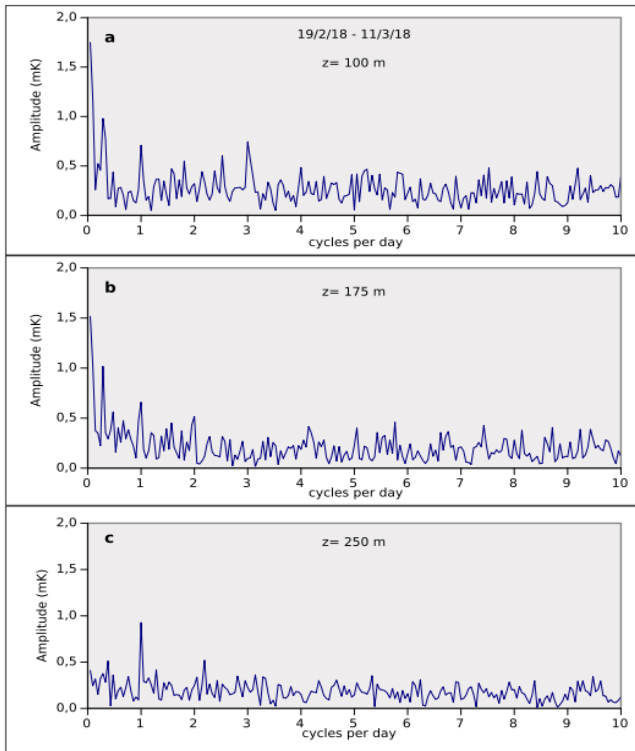 2,0
a
19/2/18 - 11/3/18
z= 100 m
1,5
1,0
0,5
0,0
Amplitude (mK)
0 1 2 3 4 5 6 7 8 9 10
cycles per day
2,0
b
z= 175 m
1,5
1,0
0,5
0,0
Amplitude (mK)
0 1 2 3 4 5 6 7 8 9 10
cycles per day
2,0
c
z= 250 m
1,5
1,0
0,5
0,0
Amplitude (mK)
0 1 2 3 4 5 6 7 8 9 10
cycles per day